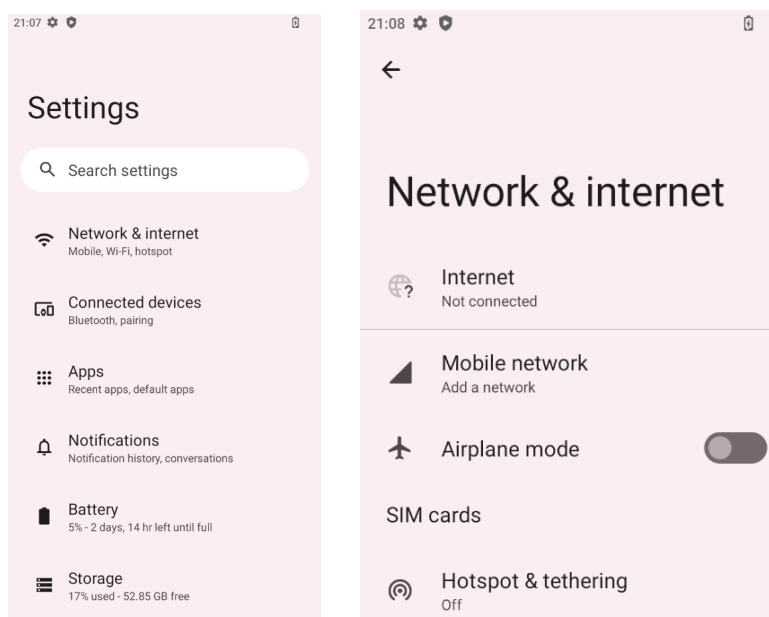 21:07
Settings
Search settings
Network & internet
Mobile, Wi-Fi, hotspot
Connected devices
Bluetooth, pairing
Apps
Recent apps, default apps
Notifications
Notification history, conversations
Battery
5% - 2 days, 14 hr left until full
Storage
17% used - 52.85 GB free
21:08
Network & internet
Internet
Not connected
Mobile network
Add a network
Airplane mode
SIM cards
Hotspot & tethering
Off